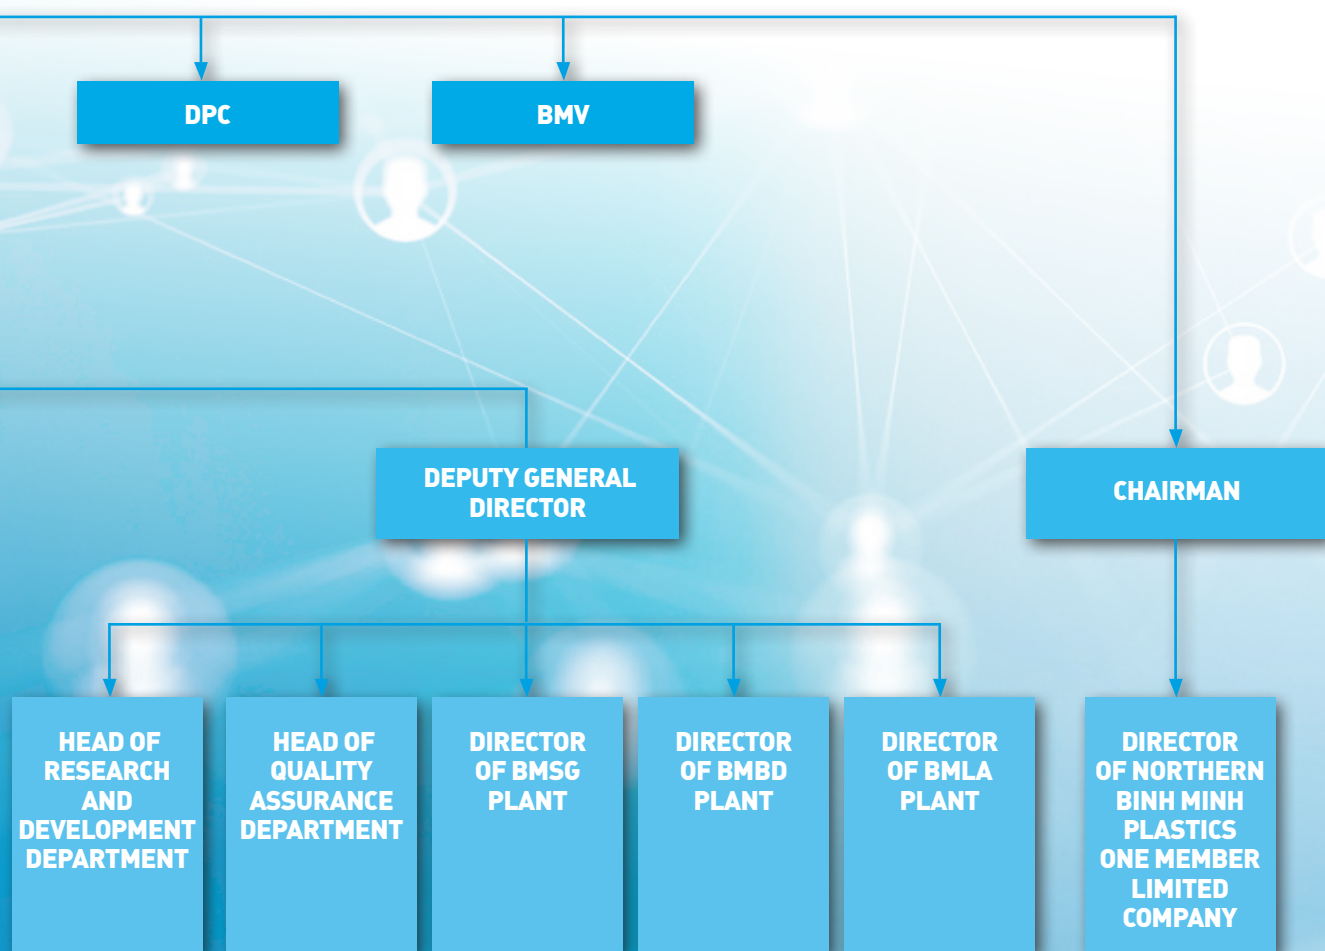 DPC
BMV
DEPUTY GENERAL
DIRECTOR
CHAIRMAN
HEAD OF
RESEARCH
AND
DEVELOPMENT
DEPARTMENT
HEAD OF
QUALITY
ASSURANCE
DEPARTMENT
DIRECTOR
OF BMSG
PLANT
DIRECTOR
OF BMBD
PLANT
DIRECTOR
OF BMLA
PLANT
DIRECTOR
OF NORTHERN
BINH MINH
PLASTICS
ONE MEMBER
LIMITED
COMPANY